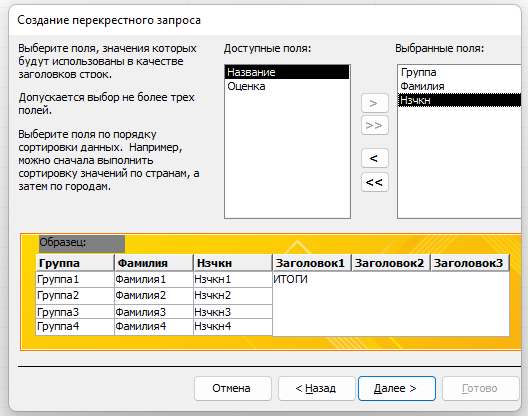 Создание перекрестного запроса
Выберите поля, значения которых
будут использованы в качестве
заголовков строк.
Допускается выбор не более трех
полей.
Выберите поля по порядку
сортировки данных. Например,
можно сначала выполнить
сортировку значений по странам, а
затем по городам.
Доступные поля:
Название
Оценка
>
>>
<
<<
Выбранные поля:
Группа
Фамилия
Нзчкн
Образец:
Группа Фамилия Нзчкн Заголовок1 Заголовок2 Заголовок3
Группа1 Фамилия1 Нзчкн1 ИТОГИ
Группа2 Фамилия2 Нзчкн2
Группа3 Фамилия3 Нзчкн3
Группа4 Фамилия4 Нзчкн4
Отмена < Назад Далее > Готово